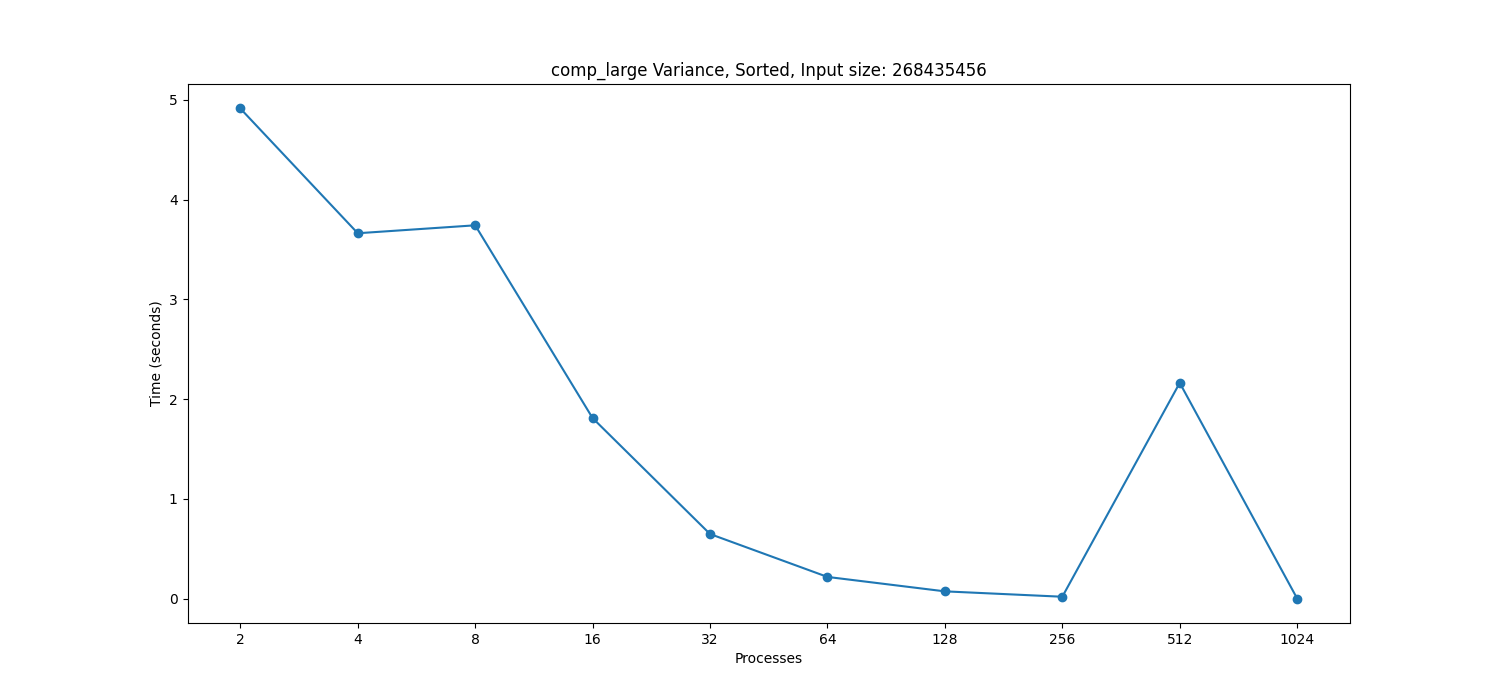 comp_large Variance, Sorted, Input size: 268435456
5
4
3
2
1
0
Time (seconds)
2 4 8 16 32 64 128 256 512 1024
Processes